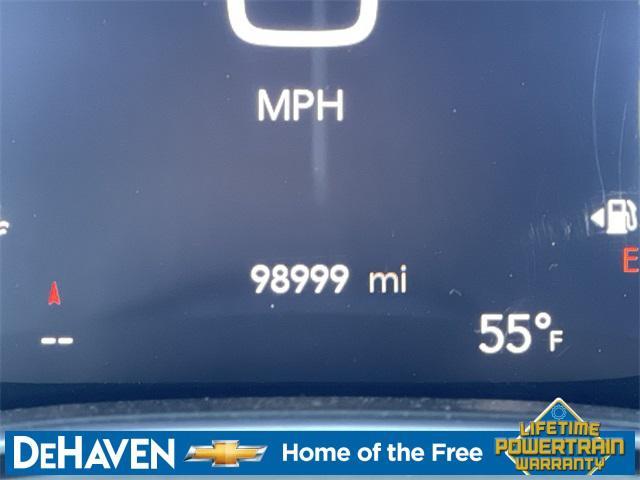 MPH
98999 mi
E
--
55°F
DEHAVEN
Home of the Free
LIFETIME
POWERTRAIN
WARRANTY